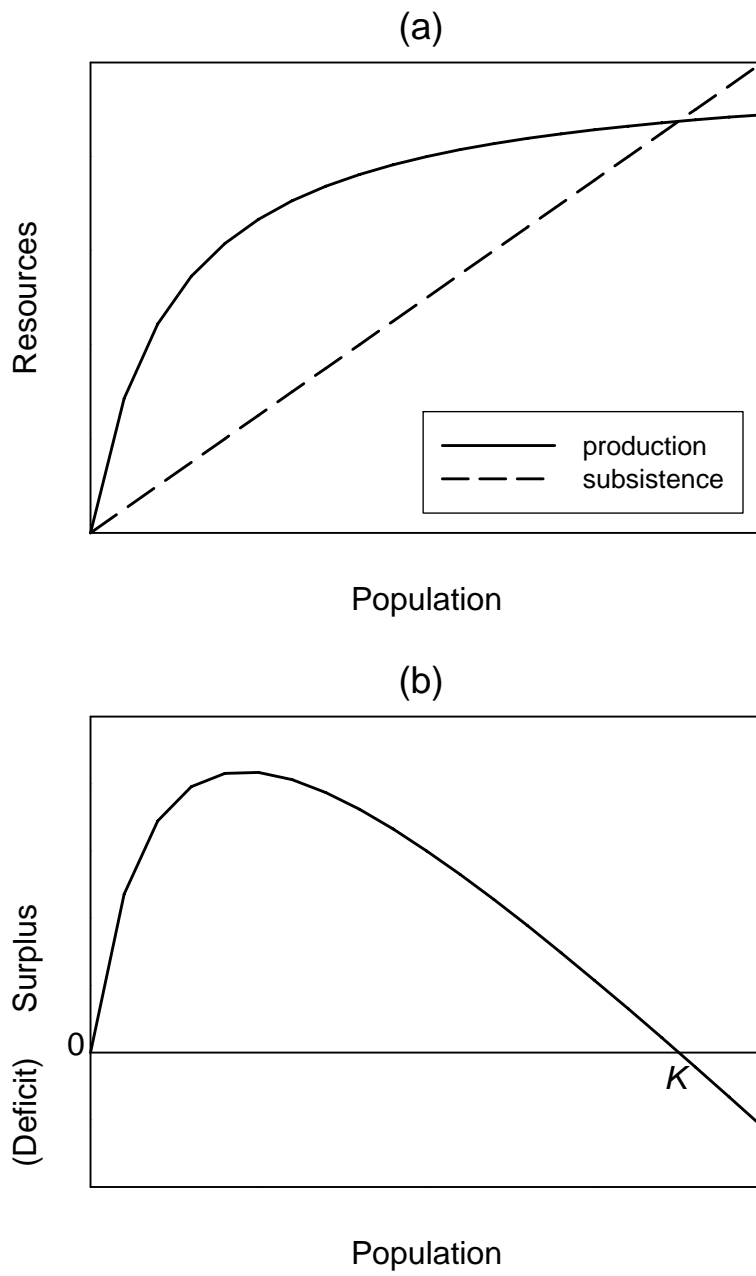 (a)
Resources
production
subsistence
Population
(b)
(Deficit) Surplus
0
K
Population